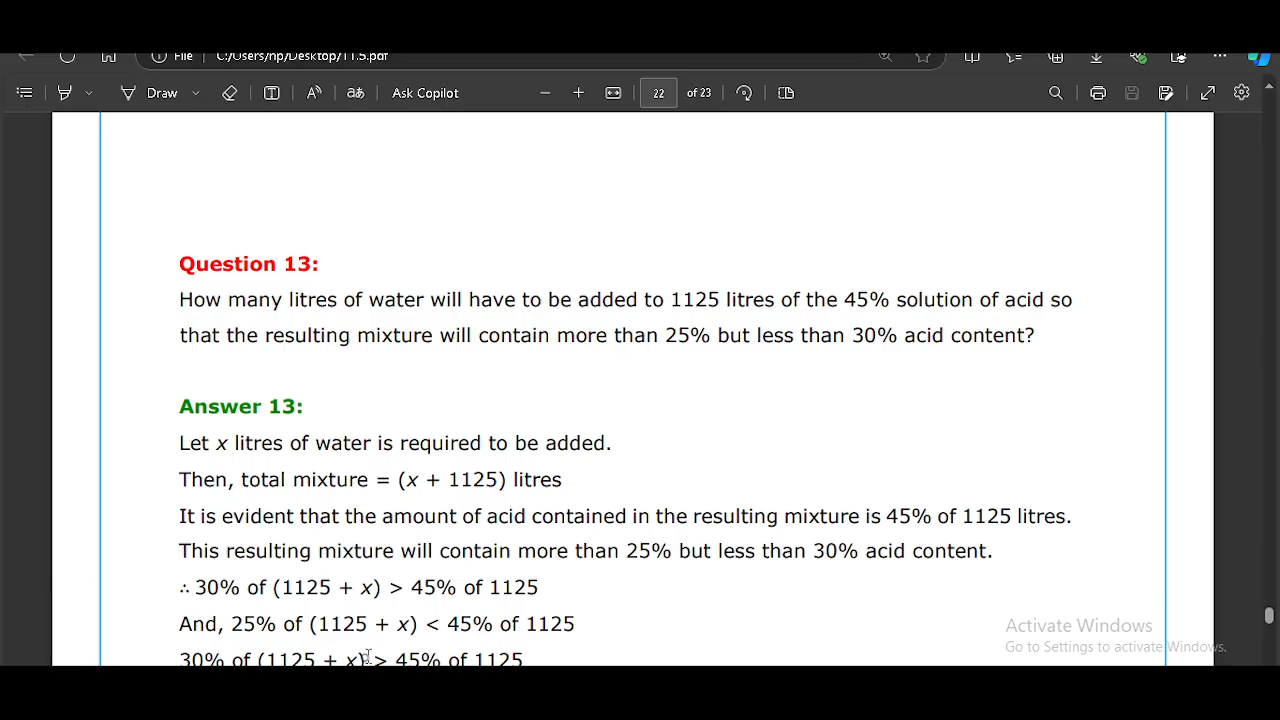 File C:/Users/np/Desktop/11.5.pdf
Draw aあ Ask Copilot 22 of 23
Question 13:
How many litres of water will have to be added to 1125 litres of the 45% solution of acid so
that the resulting mixture will contain more than 25% but less than 30% acid content?
Answer 13:
Let x litres of water is required to be added.
Then, total mixture = (x + 1125) litres
It is evident that the amount of acid contained in the resulting mixture is 45% of 1125 litres.
This resulting mixture will contain more than 25% but less than 30% acid content.
∴ 30% of (1125 + x) > 45% of 1125
And, 25% of (1125 + x) < 45% of 1125
30% of (1125 + x) > 45% of 1125
Activate Windows
Go to Settings to activate Windows.